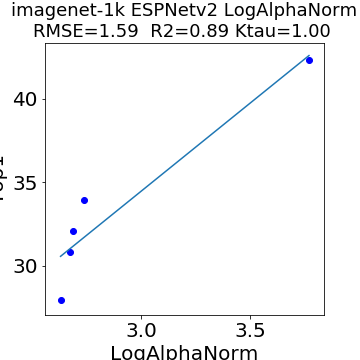 imagenet-1k ESPNetv2 LogAlphaNorm
RMSE=1.59 R2=0.89 Ktau=1.00
40
35
30
3.0 3.5
LogAlphaNorm